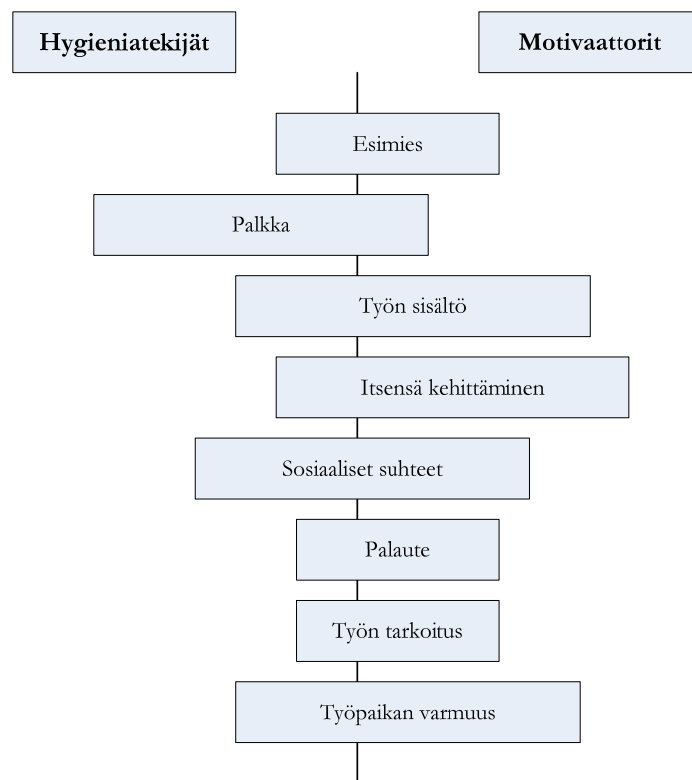 Hygieniatekijät
Motivaattorit
Esimies
Palkka
Työn sisältö
Itsensä kehittäminen
Sosiaaliset suhteet
Palaute
Työn tarkoitus
Työpaikan varmuus